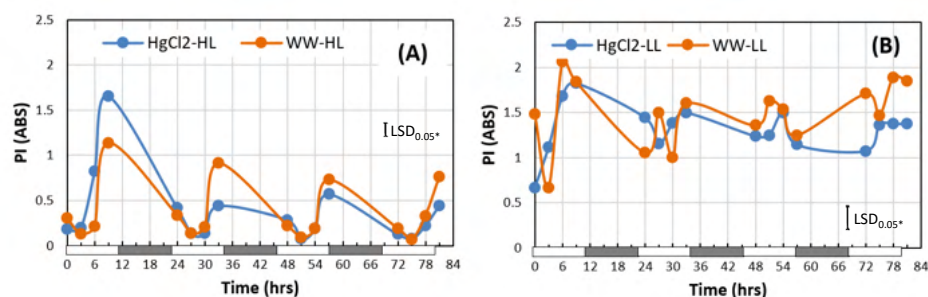 2.5
HgCl2-HL WW-HL (A)
2
1.5
LSD0.05*
1
0.5
0
PI (ABS)
0 6 12 18 24 30 36 42 48 54 60 66 72 78 84
Time (hrs)
2.5
HgCl2-LL WW-LL (B)
2
1.5
1
0.5
LSD0.05*
0
PI (ABS)
0 6 12 18 24 30 36 42 48 54 60 66 72 78 84
Time (hrs)